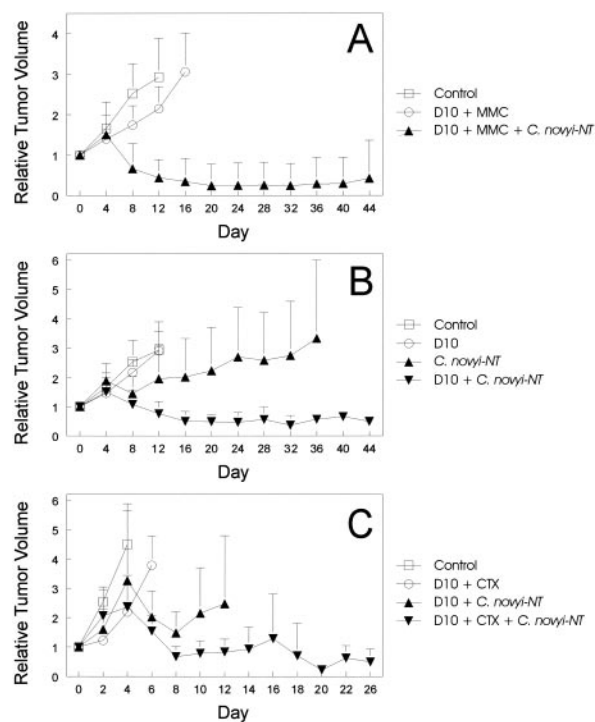 A
Relative Tumor Volume
4
3
2
1
0
0 4 8 12 16 20 24 28 32 36 40 44
Day
Control
D10 + MMC
D10 + MMC + C. novyi-NT
B
Relative Tumor Volume
6
5
4
3
2
1
0
0 4 8 12 16 20 24 28 32 36 40 44
Day
Control
D10
C. novyi-NT
D10 + C. novyi-NT
C
Relative Tumor Volume
6
5
4
3
2
1
0
0 2 4 6 8 10 12 14 16 18 20 22 24 26
Day
Control
D10 + CTX
D10 + C. novyi-NT
D10 + CTX + C. novyi-NT